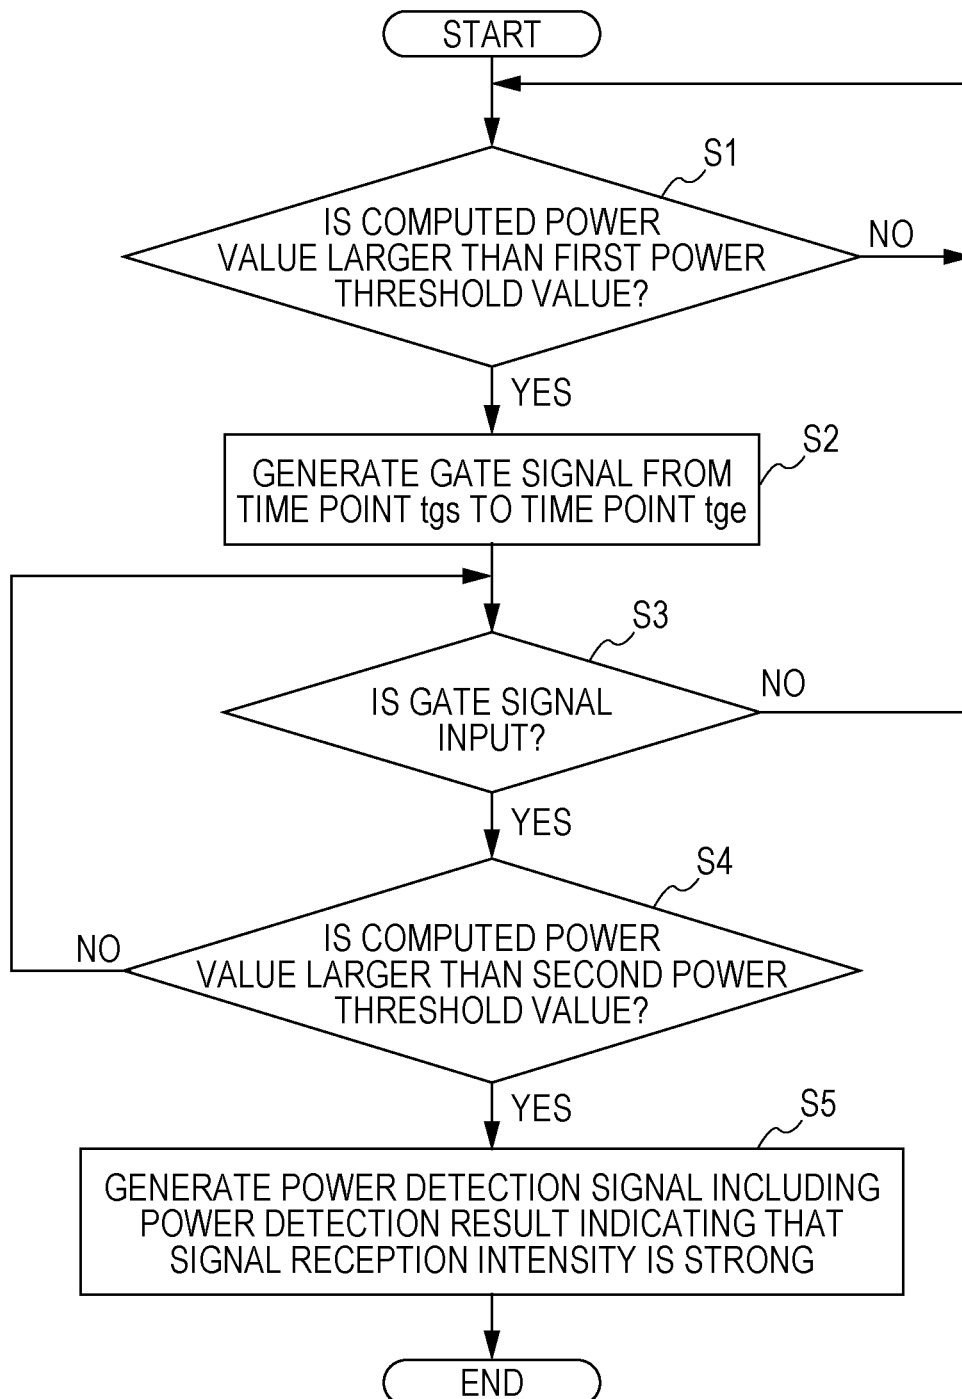 START
S1
IS COMPUTED POWER
VALUE LARGER THAN FIRST POWER
THRESHOLD VALUE?
NO
YES
S2
GENERATE GATE SIGNAL FROM
TIME POINT tgs TO TIME POINT tge
S3
IS GATE SIGNAL
INPUT?
NO
YES
S4
IS COMPUTED POWER
VALUE LARGER THAN SECOND POWER
THRESHOLD VALUE?
NO
YES
S5
GENERATE POWER DETECTION SIGNAL INCLUDING
POWER DETECTION RESULT INDICATING THAT
SIGNAL RECEPTION INTENSITY IS STRONG
END